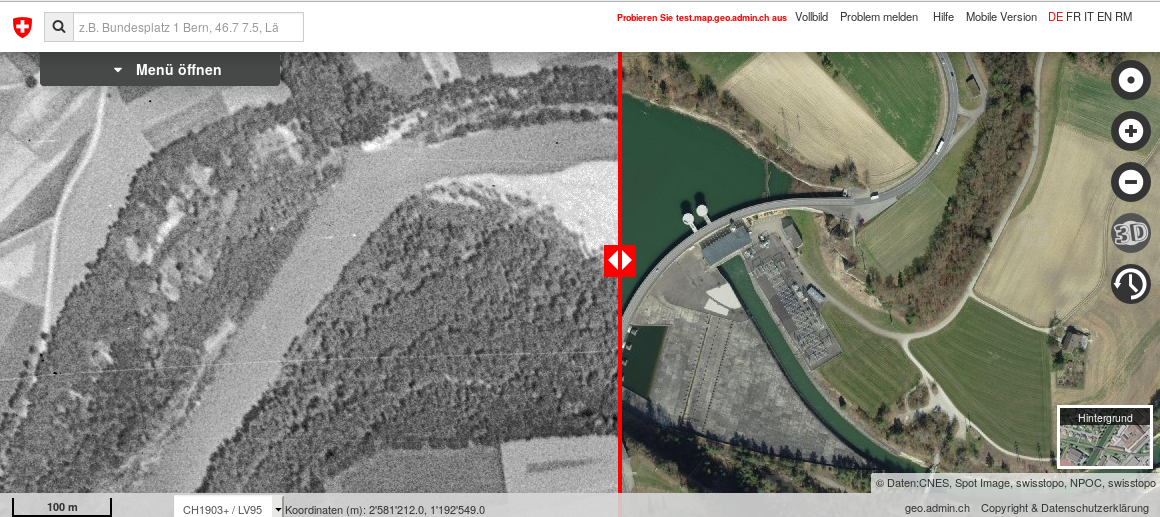 z.B. Bundesplatz 1 Bern, 46.7 7.5, Lä
Probieren Sie test.map.geo.admin.ch aus Vollbild Problem melden Hilfe Mobile Version DE FR IT EN RM
Menü öffnen
3D
Hintergrund
© Daten:CNES, Spot Image, swisstopo, NPOC, swisstopo
100 m CH1903+ / LV95 Koordinaten (m): 2'581'212.0, 1'192'549.0 geo.admin.ch Copyright & Datenschutzerklärung